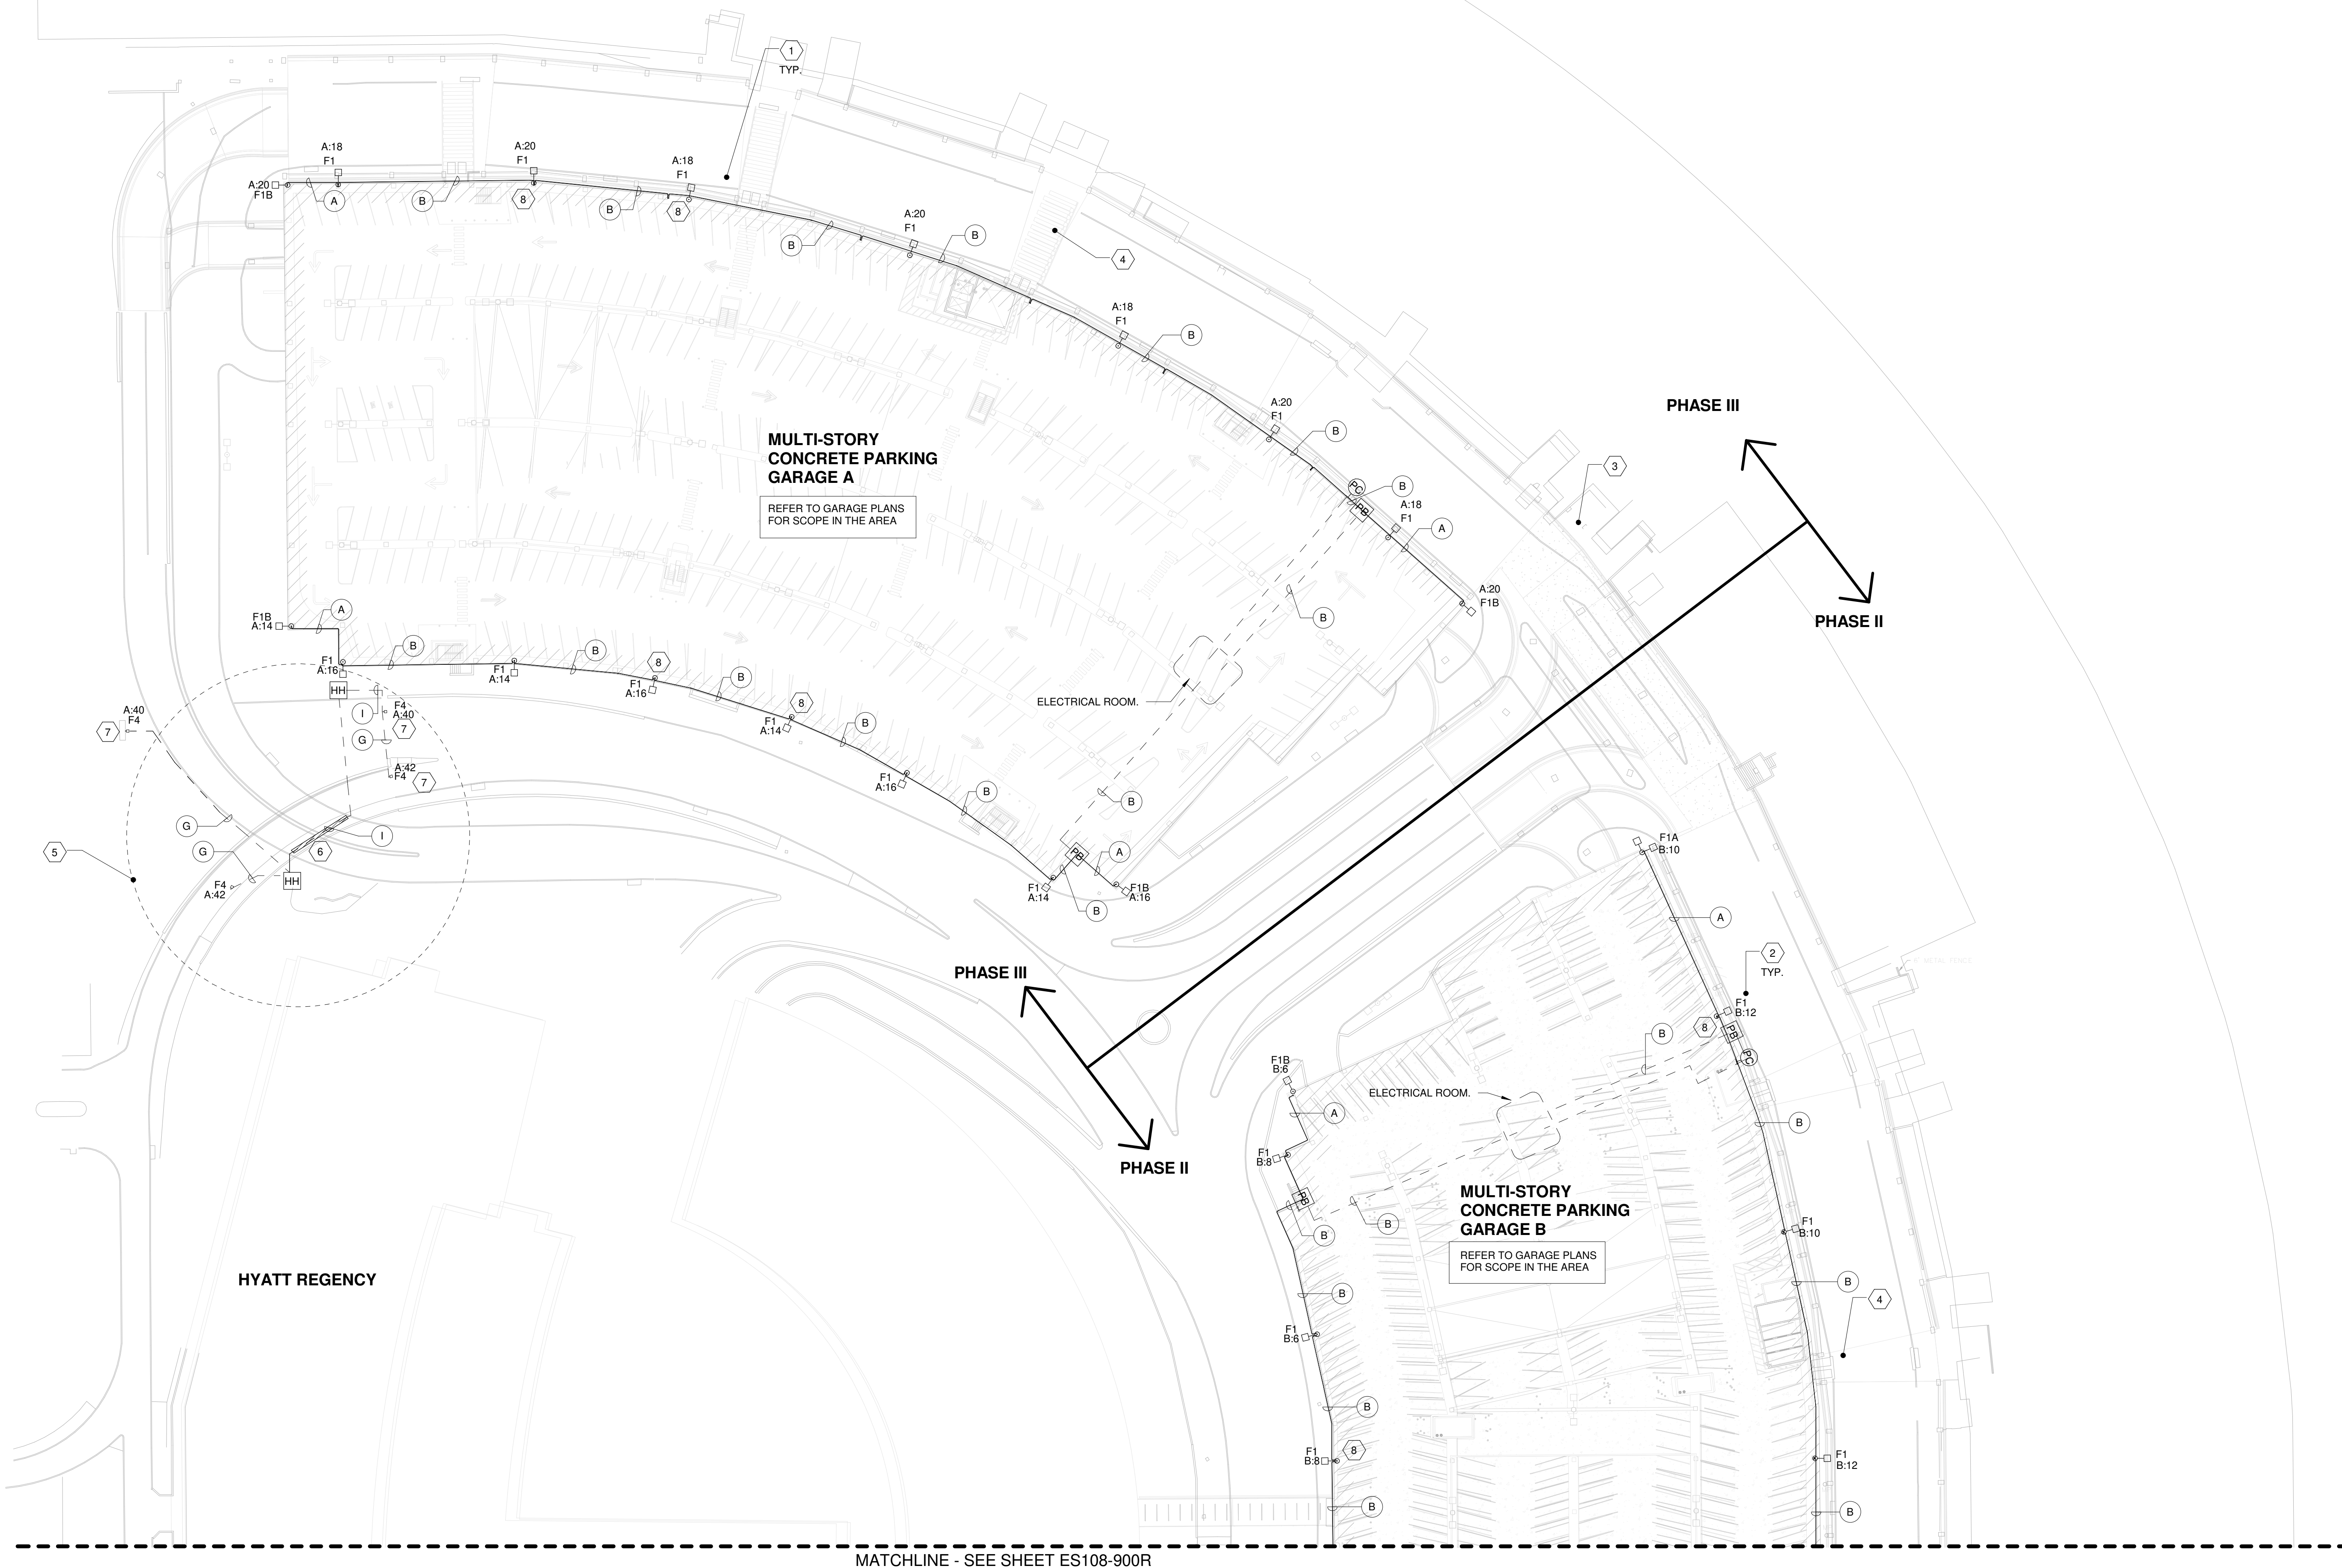 1
TYP.
A:18
F1
A:20
F1
A:18
F1
A:20
F1B
A
B
8
B
8
A:20
F1
B
B
4
A:18
F1
B
A:20
F1
B
PHASE III
MULTI-STORY
CONCRETE PARKING
GARAGE A
REFER TO GARAGE PLANS
FOR SCOPE IN THE AREA
3
PC
PB
B
A:18
F1
A
A:20
F1B
PHASE II
B
ELECTRICAL ROOM.
F1B
A:14
A
B
F1
A:16
F1
A:14
B
8
F1
A:16
B
8
F1
A:14
B
F1
A:16
B
B
HH
I
F4
A:40
7
G
A:40
F4
7
A:42
F4
7
G
I
G
6
5
F4
A:42
HH
PB
A
F1
A:14
F1B
A:16
B
F1A
B:10
A
2
TYP.
PHASE III
F1
B:12
8
B
PB
PC
F1B
B:6
ELECTRICAL ROOM.
A
B
F1
B:8
PHASE II
PB
B
B
MULTI-STORY
CONCRETE PARKING
GARAGE B
REFER TO GARAGE PLANS
FOR SCOPE IN THE AREA
F1
B:10
B
B
4
HYATT REGENCY
F1
B:6
B
F1
B:8
8
F1
B:12
B
B
MATCHLINE - SEE SHEET ES108-900R